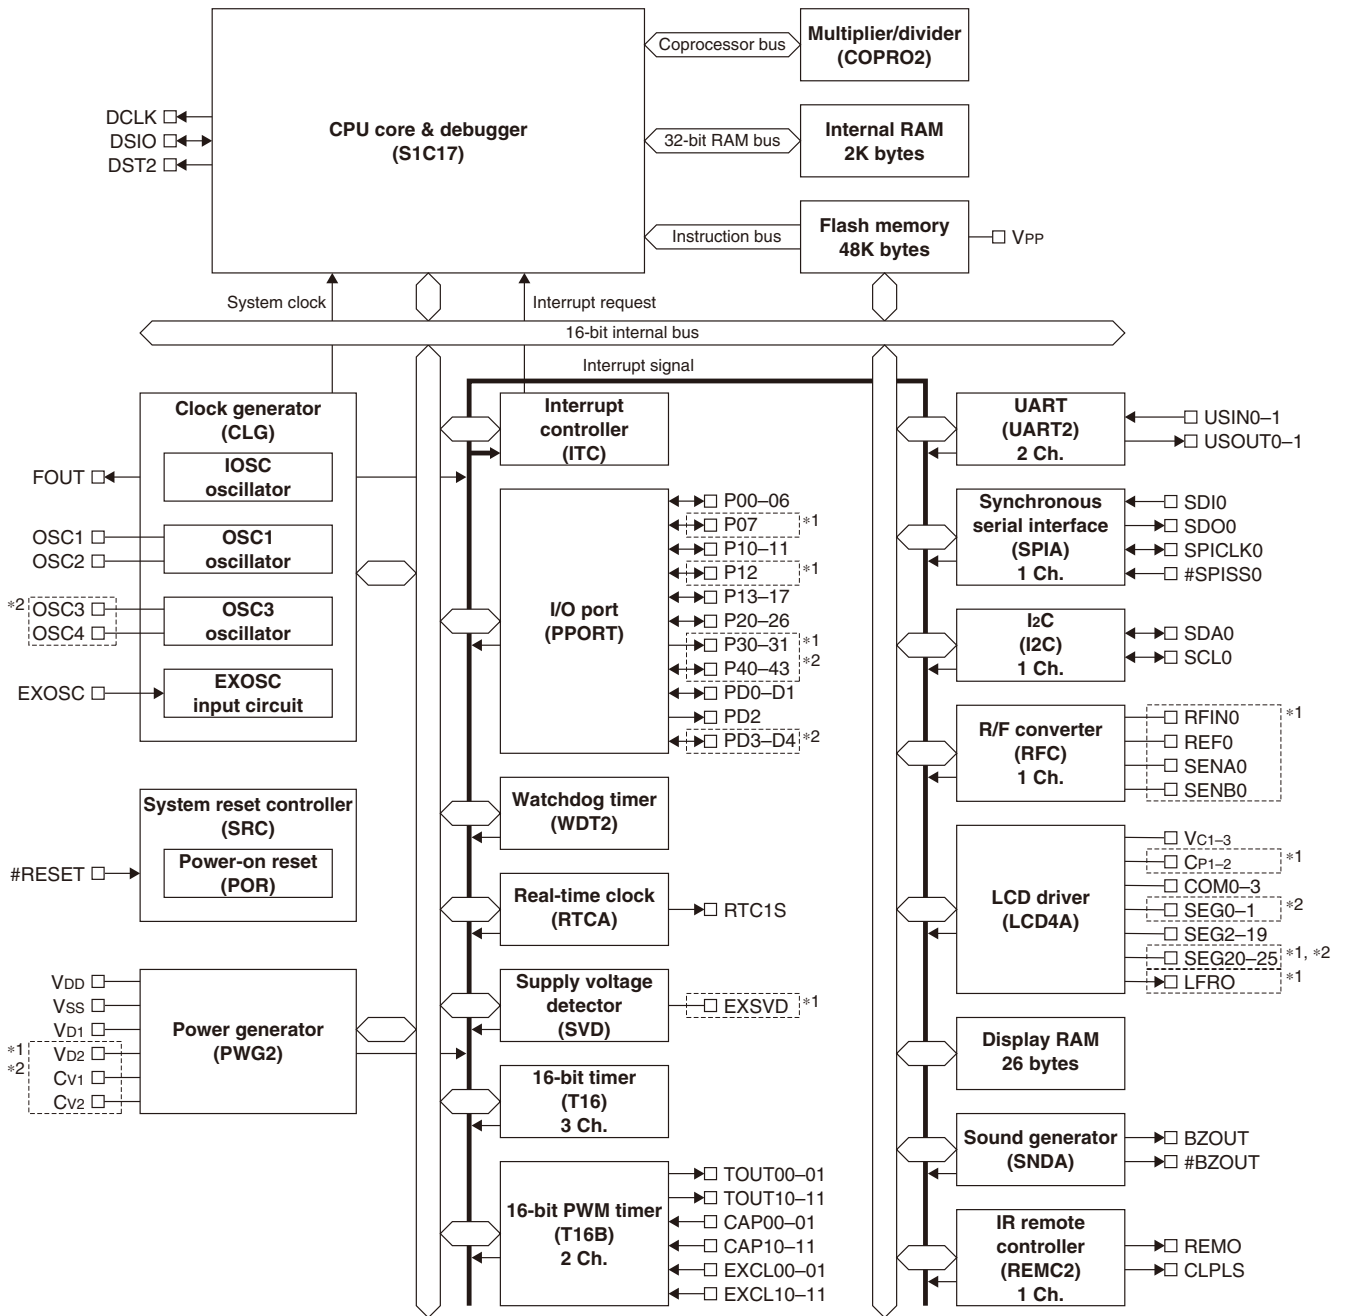 CPU core & debugger
(S1C17)
DCLK
DSIO
DST2
Coprocessor bus
Multiplier/divider
(COPRO2)
32-bit RAM bus
Internal RAM
2K bytes
Instruction bus
Flash memory
48K bytes
VPP
System clock
Interrupt request
16-bit internal bus
Interrupt signal
Clock generator
(CLG)
IOSC
oscillator
FOUT
OSC1
OSC2
OSC1
oscillator
*2
OSC3
OSC4
OSC3
oscillator
EXOSC
EXOSC
input circuit
System reset controller
(SRC)
#RESET
Power-on reset
(POR)
VDD
VSS
VD1
*1
*2
VD2
CV1
CV2
Power generator
(PWG2)
Interrupt
controller
(ITC)
I/O port
(PPORT)
P00–06
P07 *1
P10–11
P12 *1
P13–17
P20–26
P30–31 *1
P40–43 *2
PD0–D1
PD2
PD3–D4 *2
Watchdog timer
(WDT2)
Real-time clock
(RTCA)
RTC1S
Supply voltage
detector
(SVD)
EXSVD *1
16-bit timer
(T16)
3 Ch.
16-bit PWM timer
(T16B)
2 Ch.
TOUT00–01
TOUT10–11
CAP00–01
CAP10–11
EXCL00–01
EXCL10–11
UART
(UART2)
2 Ch.
USIN0–1
USOUT0–1
Synchronous
serial interface
(SPIA)
1 Ch.
SDI0
SDO0
SPICLK0
#SPISS0
I2C
(I2C)
1 Ch.
SDA0
SCL0
R/F converter
(RFC)
1 Ch.
RFIN0 *1
REF0
SENA0
SENB0
LCD driver
(LCD4A)
VC1–3
CP1–2 *1
COM0–3
SEG0–1 *2
SEG2–19
SEG20–25 *1, *2
LFRO *1
Display RAM
26 bytes
Sound generator
(SNDA)
BZOUT
#BZOUT
IR remote
controller
(REMC2)
1 Ch.
REMO
CLPLS